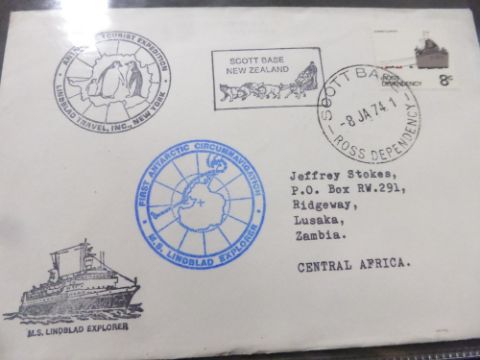 ANTARCTIC TOURIST EXPEDITION
LINDBLAD TRAVEL, INC., NEW YORK
SCOTT BASE
NEW ZEALAND
ROSS
DEPENDENCY
8c
SCOTT BASE
-8 JA 74.1
ROSS DEPENDENCY
FIRST ANTARCTIC CIRCUMNAVIGATION
M.S. LINDBLAD EXPLORER
Jeffrey Stokes,
P.O. Box RW.291,
Ridgeway,
Lusaka,
Zambia.
CENTRAL AFRICA.
M.S. LINDBLAD EXPLORER